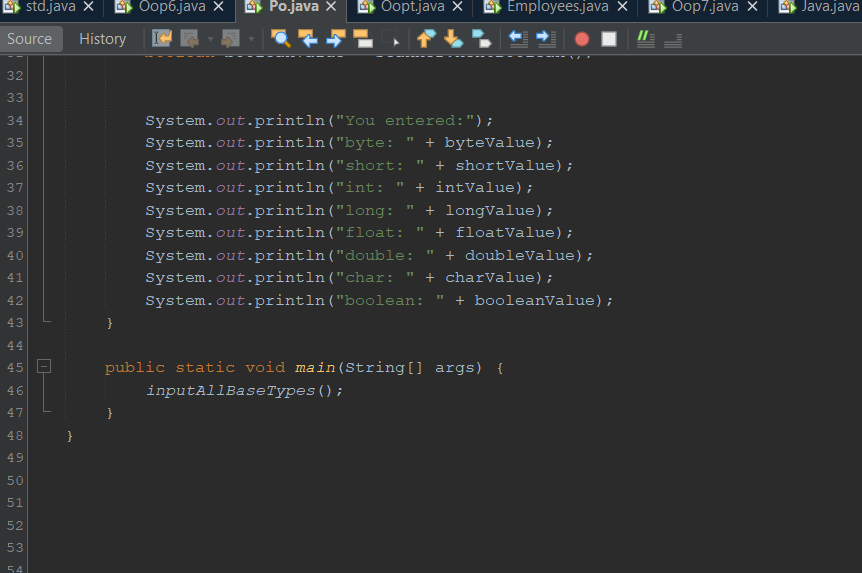 std.java Oop6.java Po.java Oopt.java Employees.java Oop7.java Java.java
Source History
32
33
34 System.out.println("You entered:");
35 System.out.println("byte: " + byteValue);
36 System.out.println("short: " + shortValue);
37 System.out.println("int: " + intValue);
38 System.out.println("long: " + longValue);
39 System.out.println("float: " + floatValue);
40 System.out.println("double: " + doubleValue);
41 System.out.println("char: " + charValue);
42 System.out.println("boolean: " + booleanValue);
43 }
44
45 public static void main(String[] args) {
46 inputAllBaseTypes();
47 }
48 }
49
50
51
52
53
54